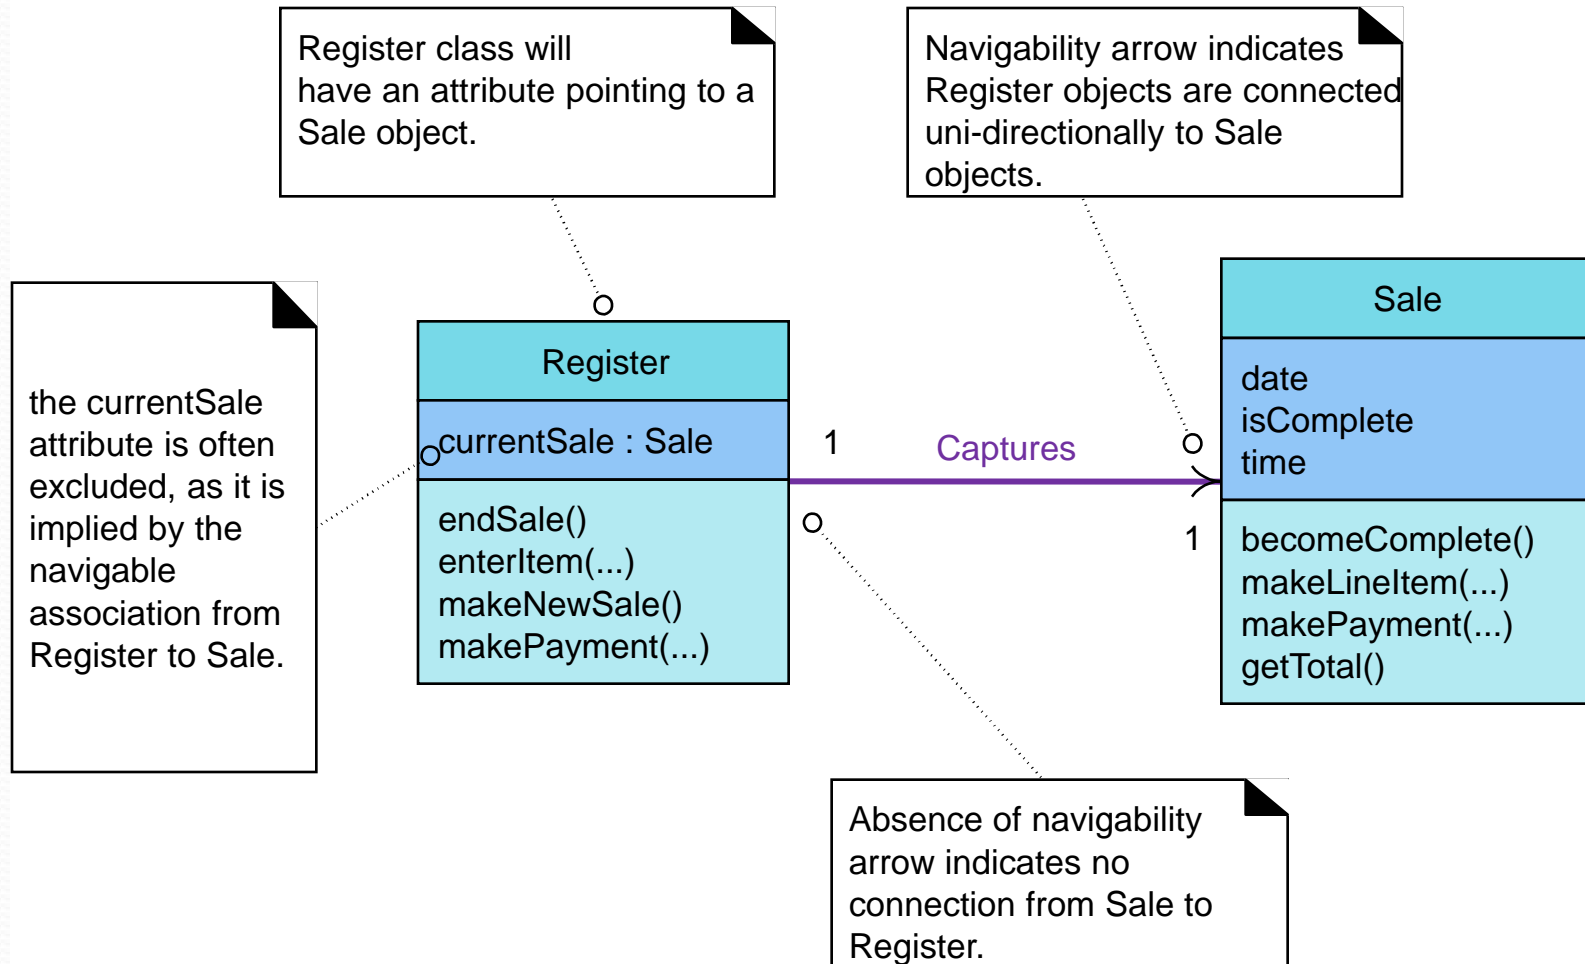 Register class will
have an attribute pointing to a
Sale object.
Navigability arrow indicates
Register objects are connected
uni-directionally to Sale
objects.
the currentSale
attribute is often
excluded, as it is
implied by the
navigable
association from
Register to Sale.
Register
currentSale : Sale
endSale()
enterItem(...)
makeNewSale()
makePayment(...)
1
Captures
1
Sale
date
isComplete
time
becomeComplete()
makeLineItem(...)
makePayment(...)
getTotal()
Absence of navigability
arrow indicates no
connection from Sale to
Register.